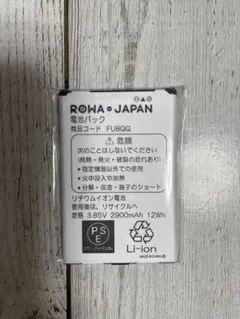 ROWA JAPAN
電池パック
商品コード FU8QQ
⚠ 危険
次のことはしないでください
(発熱・発火・破裂の恐れあり)
・指定機器以外での使用
・火中投入や加熱
・分解・改造・端子のショート
リチウムイオン電池
使用後は、リサイクルへ
定格 3.85V 2900mAh 12Wh
PSE
Li-ion
MADE IN CHINA